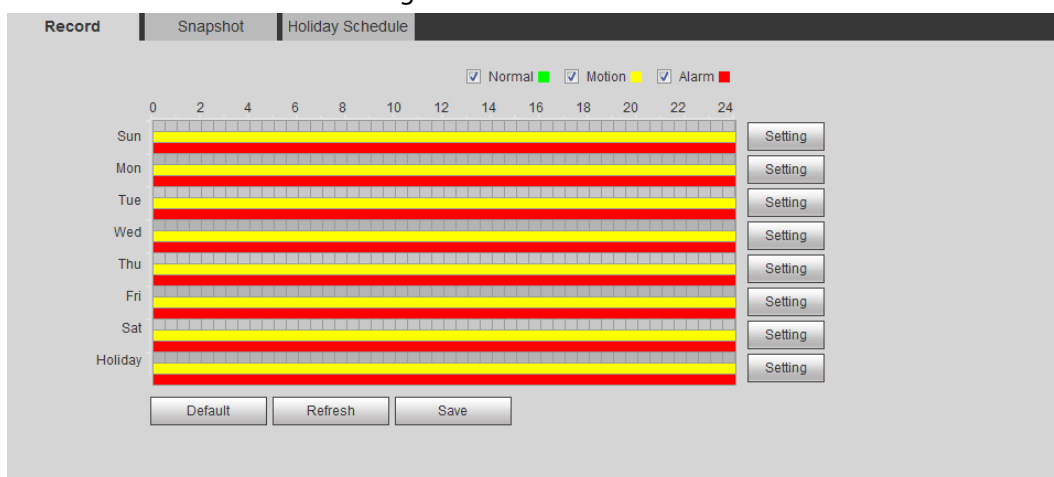 Record Snapshot Holiday Schedule
Normal Motion Alarm
0 2 4 6 8 10 12 14 16 18 20 22 24
Sun Setting
Mon Setting
Tue Setting
Wed Setting
Thu Setting
Fri Setting
Sat Setting
Holiday Setting
Default Refresh Save